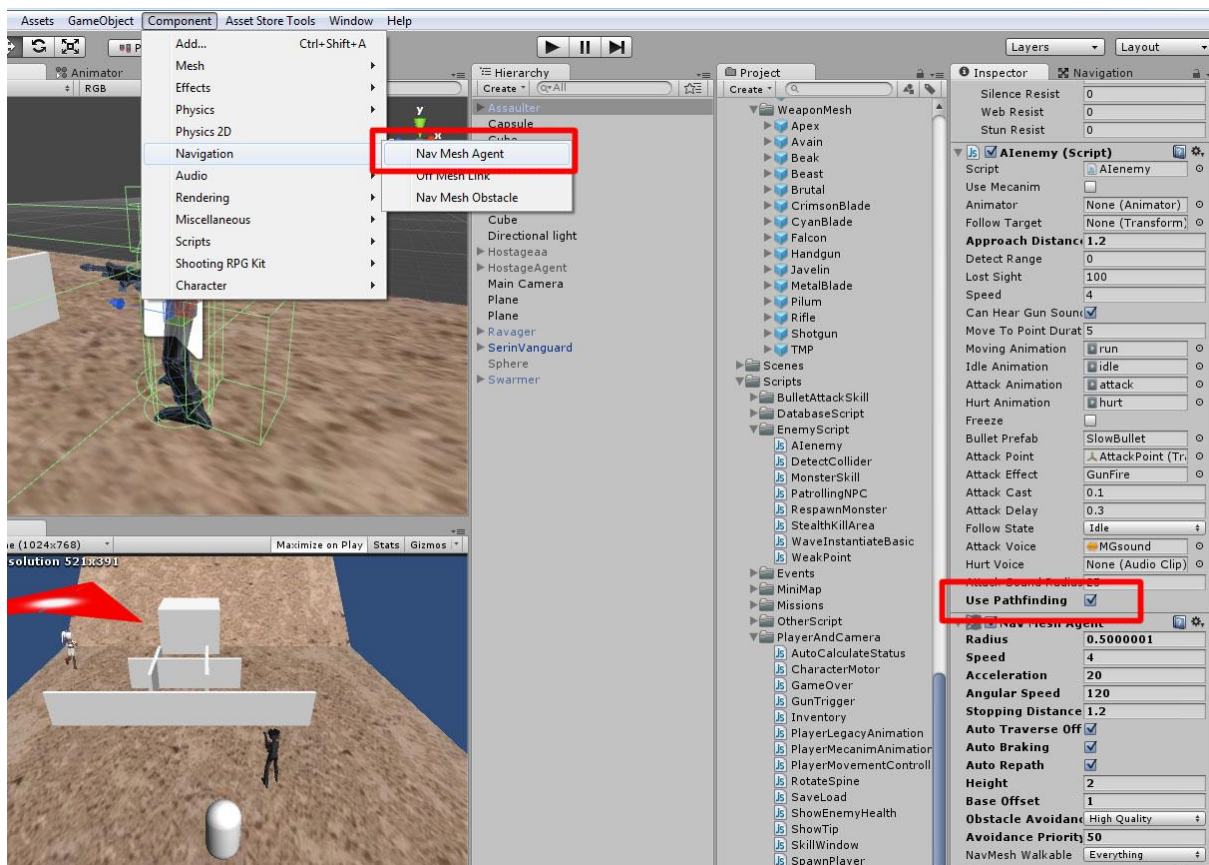 Assets GameObject Component Asset Store Tools Window Help
Add... Ctrl+Shift+A
Mesh
Effects
Physics
Physics 2D
Navigation
Audio
Rendering
Miscellaneous
Scripts
Shooting RPG Kit
Character
Nav Mesh Agent
Off Mesh Link
Nav Mesh Obstacle
Layers Layout
Animator
RGB
y
x
Maximize on Play Stats Gizmos
(1024x768)
solution 521x391
Hierarchy
Create All
Assaulter
Capsule
Cube
Cube
Directional light
Hostageaa
HostageAgent
Main Camera
Plane
Plane
Ravager
SerinVanguard
Sphere
Swarmer
Project
Create
WeaponMesh
Apex
Avain
Beak
Beast
Brutal
CrimsonBlade
CyanBlade
Falcon
Handgun
Javelin
MetalBlade
Pilum
Rifle
Shotgun
TMP
Scenes
Scripts
BulletAttackSkill
DatabaseScript
EnemyScript
AIenemy
DetectCollider
MonsterSkill
PatrollingNPC
RespawnMonster
StealthKillArea
WaveInstantiateBasic
WeakPoint
Events
MiniMap
Missions
OtherScript
PlayerAndCamera
AutoCalculateStatus
CharacterMotor
GameOver
GunTrigger
Inventory
PlayerLegacyAnimation
PlayerMecanimAnimation
PlayerMovementControll
RotateSpine
SaveLoad
ShowEnemyHealth
ShowTip
SkillWindow
SpawnPlayer
Inspector Navigation
Silence Resist 0
Web Resist 0
Stun Resist 0
AIenemy (Script)
Script AIenemy
Use Mecanim
Animator None (Animator)
Follow Target None (Transform)
Approach Distanc 1.2
Detect Range 0
Lost Sight 100
Speed 4
Can Hear Gun Soun
Move To Point Durat 5
Moving Animation run
Idle Animation idle
Attack Animation attack
Hurt Animation hurt
Freeze
Bullet Prefab SlowBullet
Attack Point AttackPoint (Tr
Attack Effect GunFire
Attack Cast 0.1
Attack Delay 0.3
Follow State Idle
Attack Voice MGsound
Hurt Voice None (Audio Clip)
Attack Sound Radius 25
Use Pathfinding
Nav Mesh Agent
Radius 0.5000001
Speed 4
Acceleration 20
Angular Speed 120
Stopping Distance 1.2
Auto Traverse Off
Auto Braking
Auto Repath
Height 2
Base Offset 1
Obstacle Avoidanc High Quality
Avoidance Priority 50
NavMesh Walkable Everything